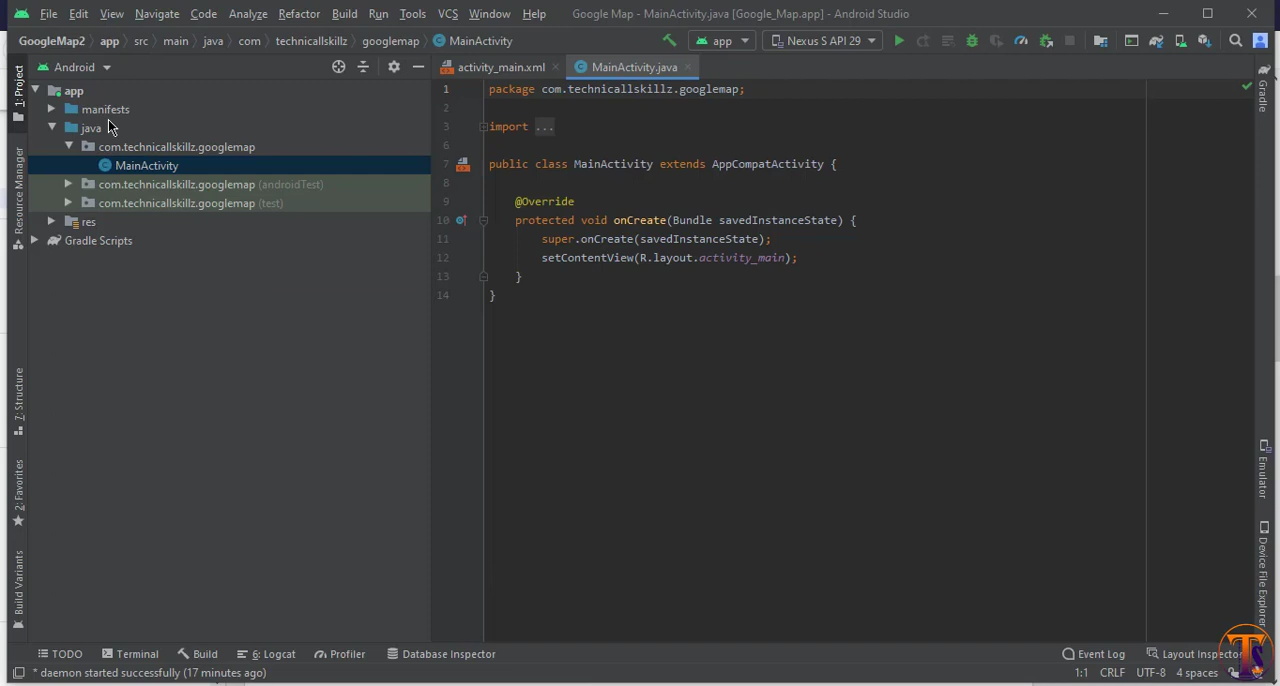 File Edit View Navigate Code Analyze Refactor Build Run Tools VCS Window Help Google Map - MainActivity.java [Google_Map.app] - Android Studio
GoogleMap2 app src main java com technicallskillz googlemap MainActivity app Nexus S API 29
Android activity_main.xml MainActivity.java
1: Project
Resource Manager
7: Structure
2: Favorites
Build Variants
app
manifests
java
com.technicallskillz.googlemap
MainActivity
com.technicallskillz.googlemap (androidTest)
com.technicallskillz.googlemap (test)
res
Gradle Scripts
1 package com.technicallskillz.googlemap;
2
3 import ...
6
7 public class MainActivity extends AppCompatActivity {
8
9 @Override
10 protected void onCreate(Bundle savedInstanceState) {
11 super.onCreate(savedInstanceState);
12 setContentView(R.layout.activity_main);
13 }
14 }
Gradle
Emulator
Device File Explorer
TODO Terminal Build 6: Logcat Profiler Database Inspector Event Log Layout Inspector
* daemon started successfully (17 minutes ago) 1:1 CRLF UTF-8 4 spaces
TS